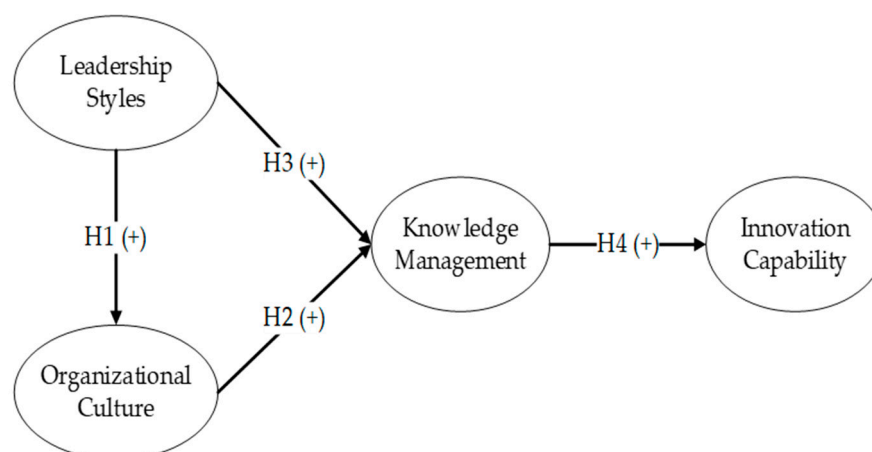 Leadership
Styles
H3 (+)
H1 (+)
Knowledge
Management
H4 (+)
Innovation
Capability
H2 (+)
Organizational
Culture